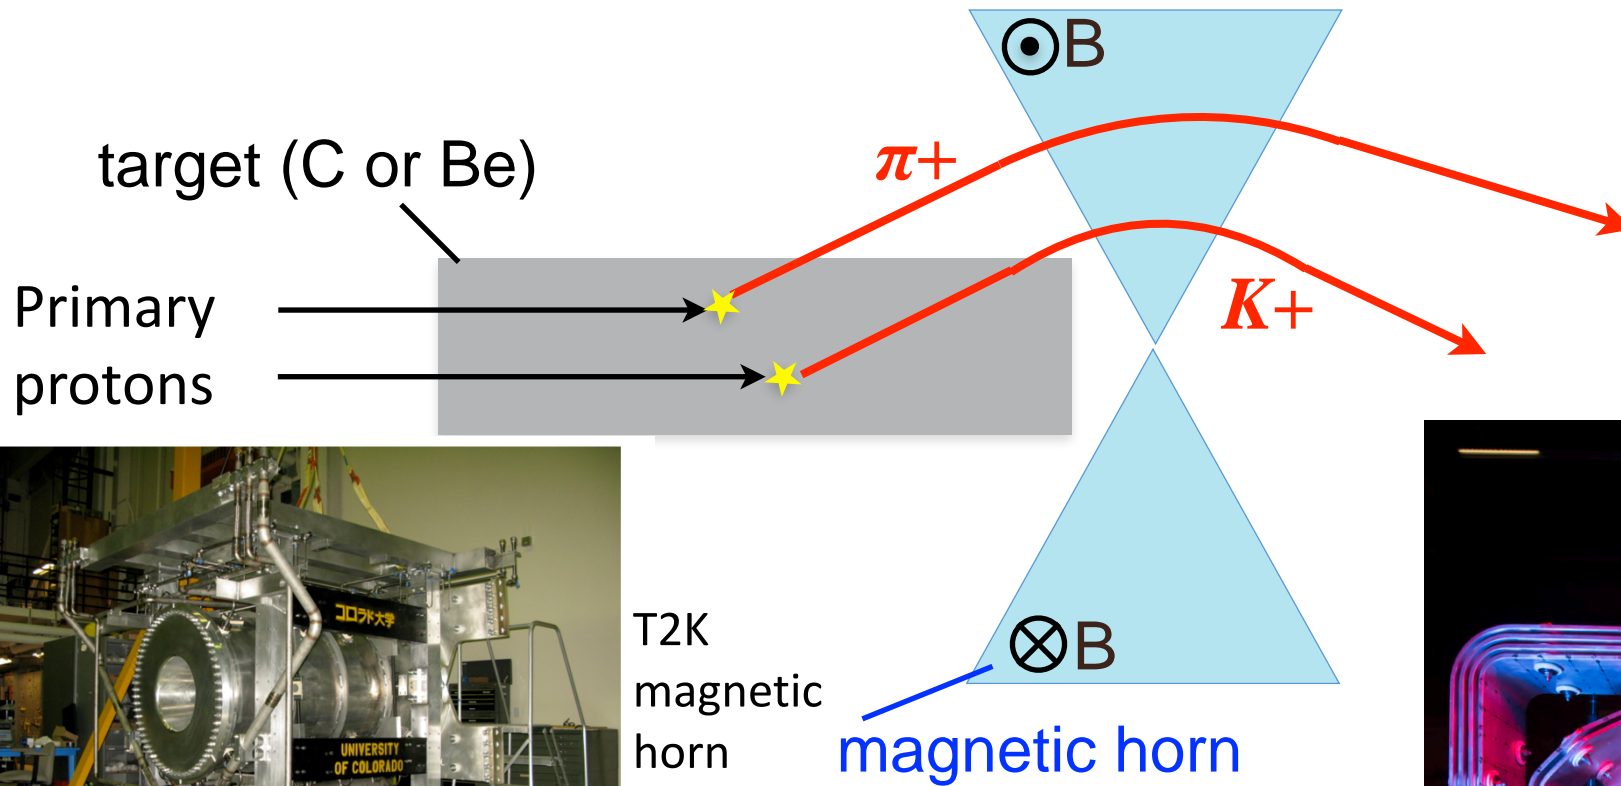 B
π+
target (C or Be)
Primary
protons
K+
コロラド大学
T2K
magnetic
horn
B
UNIVERSITY
OF COLORADO
magnetic horn